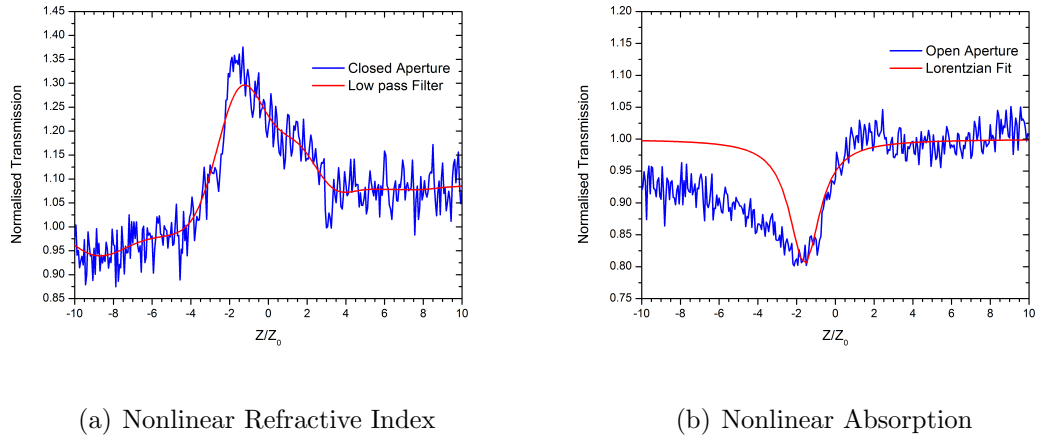 1.40
1.35
1.30
1.25
1.20
1.15
1.10
1.05
1.00
0.95
0.90
0.85
Normalised Transmission
Closed Aperture
Low pass Filter
-10 -8 -6 -4 -2 0 2 4 6 8 10
Z/Z0
(a) Nonlinear Refractive Index
1.20
1.15
1.10
1.05
1.00
0.95
0.90
0.85
0.80
0.75
Normalised Transmission
Open Aperture
Lorentzian Fit
-10 -8 -6 -4 -2 0 2 4 6 8 10
Z/Z0
(b) Nonlinear Absorption